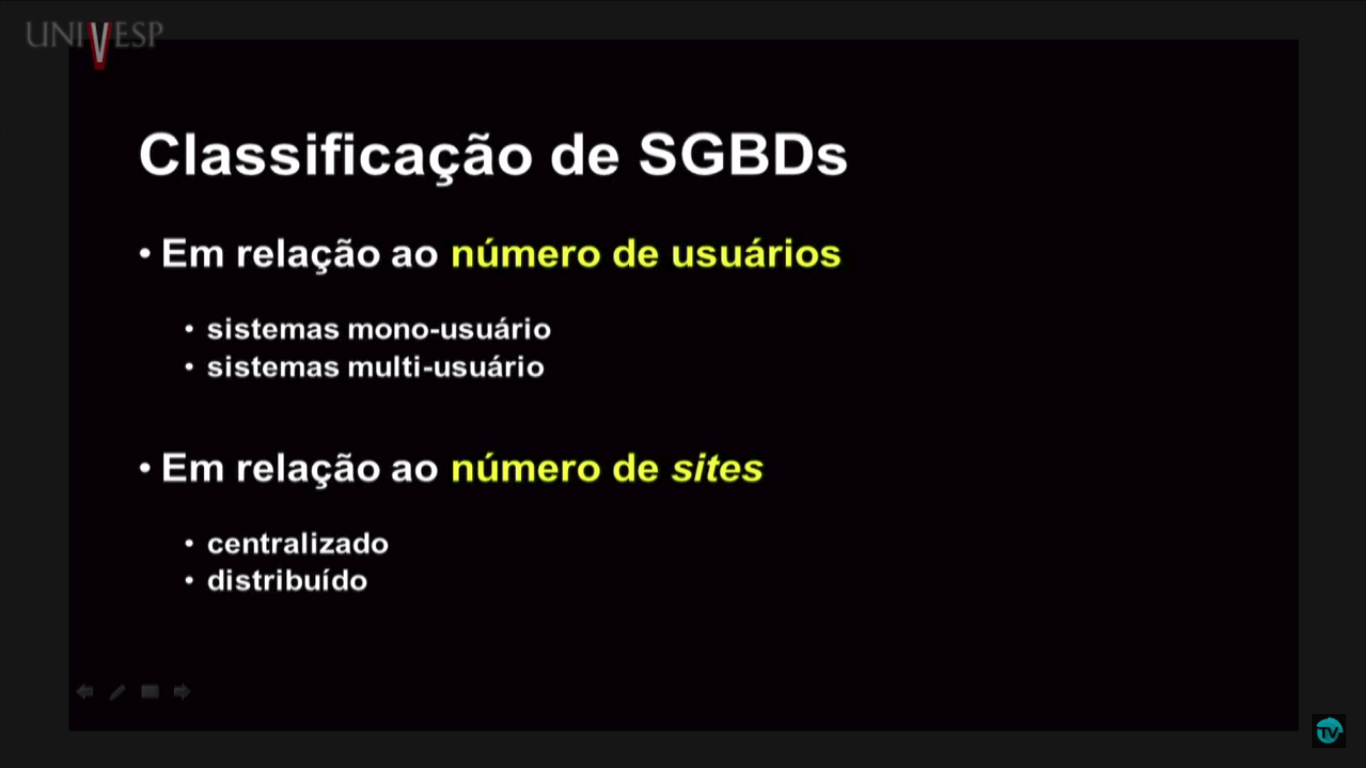 UNIVESP
Classificação de SGBDs
• Em relação ao número de usuários
• sistemas mono-usuário
• sistemas multi-usuário
• Em relação ao número de sites
• centralizado
• distribuído
TV